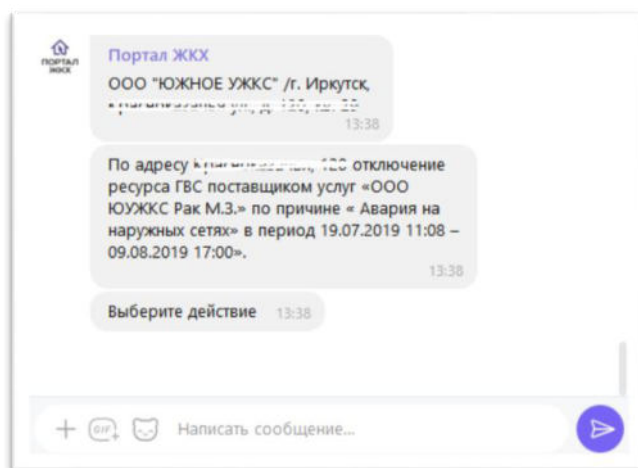 ПОРТАЛ
ЖКХ
Портал ЖКХ
ООО "ЮЖНОЕ УЖКС" /г. Иркутск,
13:38
По адресу 120 отключение
ресурса ГВС поставщиком услуг «ООО
ЮУЖКС Рак М.З.» по причине « Авария на
наружных сетях» в период 19.07.2019 11:08 –
09.08.2019 17:00».
13:38
Выберите действие 13:38
GIF
Написать сообщение...